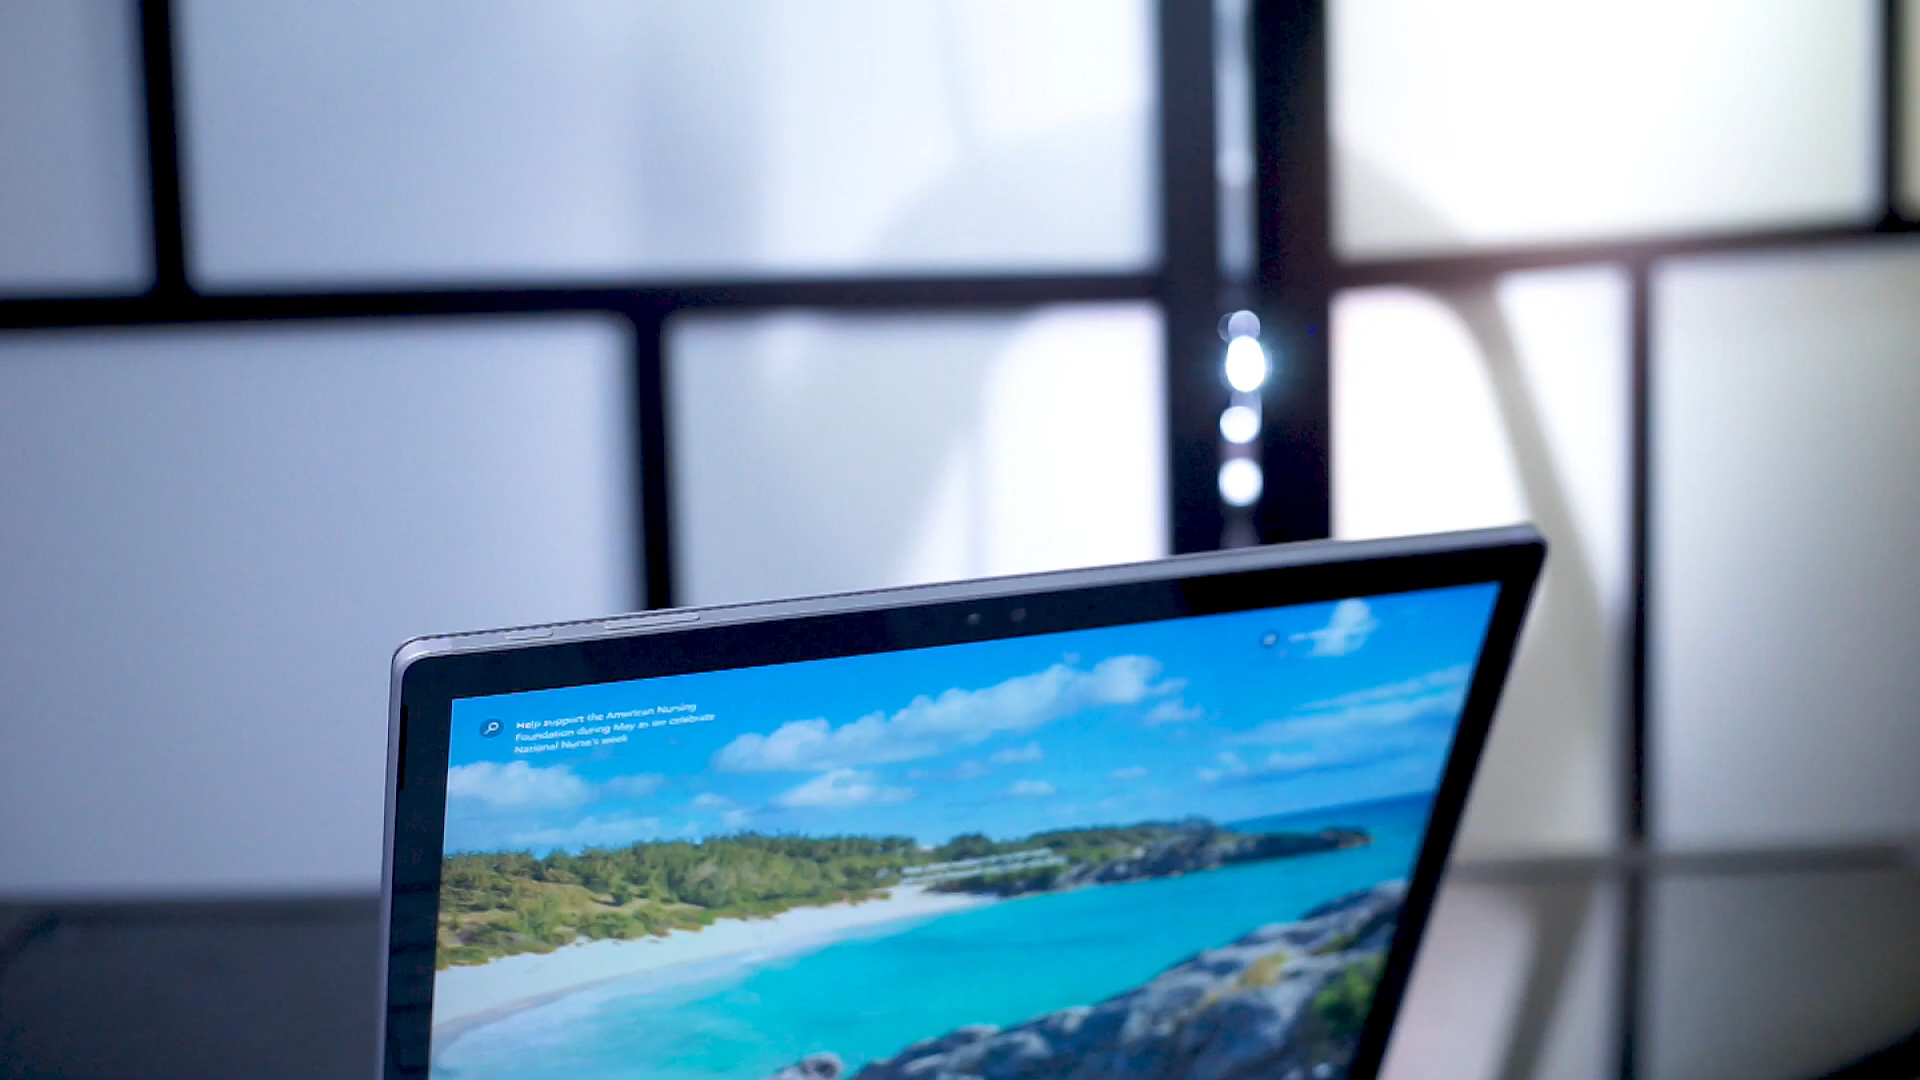 Help support the American Nursing
Foundation during May as we celebrate
National Nurse's week